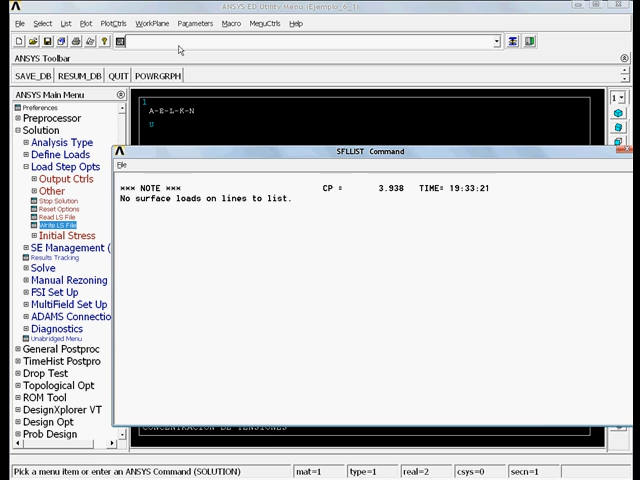 ANSYS ED Utility Menu (Ejemplo_6_1)
File Select List Plot PlotCtrls WorkPlane Parameters Macro MenuCtrls Help
ANSYS Toolbar
SAVE_DB RESUM_DB QUIT POWRGRPH
ANSYS Main Menu
Preferences
Preprocessor
Solution
Analysis Type
Define Loads
Load Step Opts
Output Ctrls
Other
Stop Solution
Reset Options
Read LS File
Write LS File
Initial Stress
SE Management (
Results Tracking
Solve
Manual Rezoning
FSI Set Up
MultiField Set Up
ADAMS Connectio
Diagnostics
Unabridged Menu
General Postproc
TimeHist Postpro
Drop Test
Topological Opt
ROM Tool
DesignXplorer VT
Design Opt
Prob Design
1
A-E-L-K-N
U
1
SFLLIST Command
File
*** NOTE *** CP = 3.938 TIME= 19:33:21
No surface loads on lines to list.
CONCENTRACION DE TENSIONES
Pick a menu item or enter an ANSYS Command (SOLUTION) mat=1 type=1 real=2 csys=0 secn=1